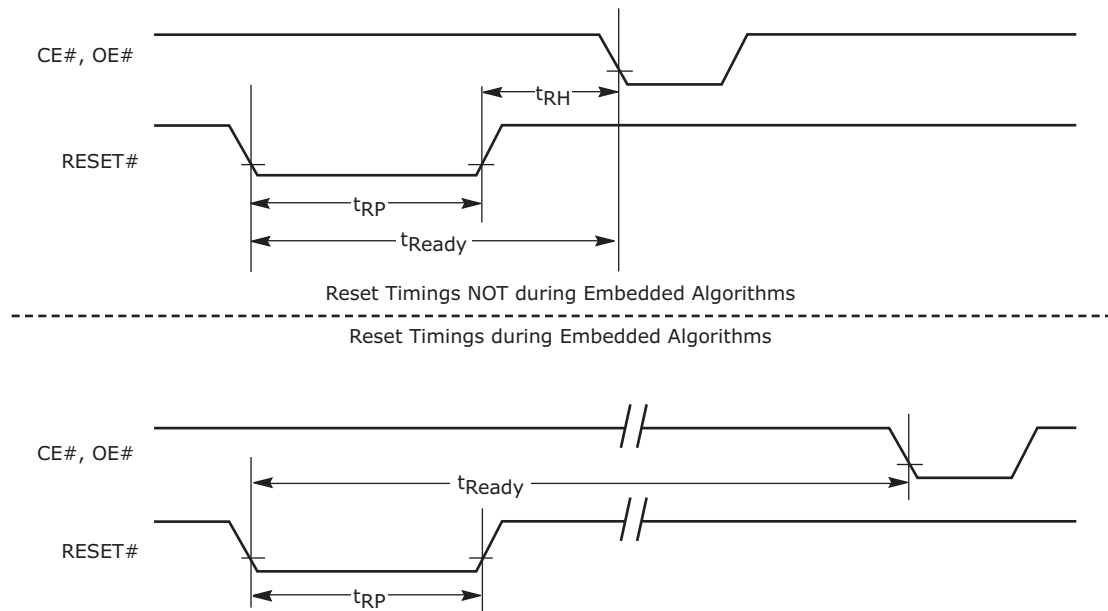 CE#, OE#
tRH
RESET#
tRP
tReady
Reset Timings NOT during Embedded Algorithms
Reset Timings during Embedded Algorithms
CE#, OE#
tReady
RESET#
tRP